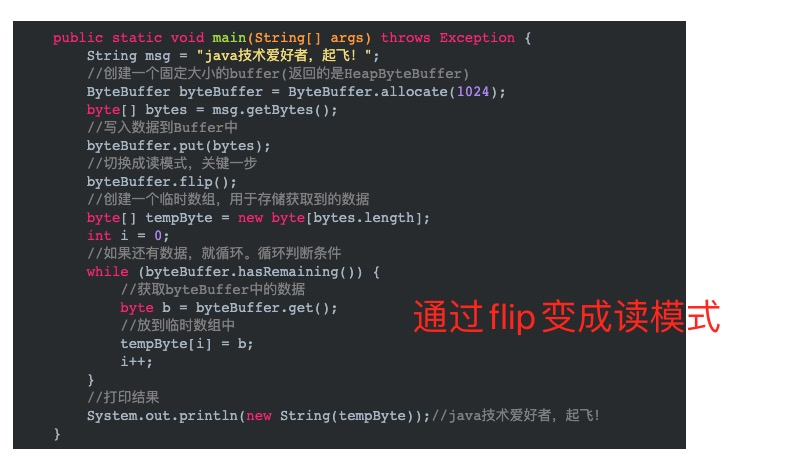 public static void main(String[] args) throws Exception {
String msg = "java技术爱好者，起飞！";
//创建一个固定大小的buffer(返回的是HeapByteBuffer)
ByteBuffer byteBuffer = ByteBuffer.allocate(1024);
byte[] bytes = msg.getBytes();
//写入数据到Buffer中
byteBuffer.put(bytes);
//切换成读模式，关键一步
byteBuffer.flip();
//创建一个临时数组，用于存储获取到的数据
byte[] tempByte = new byte[bytes.length];
int i = 0;
//如果还有数据，就循环。循环判断条件
while (byteBuffer.hasRemaining()) {
//获取byteBuffer中的数据
byte b = byteBuffer.get();
//放到临时数组中
tempByte[i] = b;
i++;
}
//打印结果
System.out.println(new String(tempByte));//java技术爱好者，起飞！
}
通过flip变成读模式